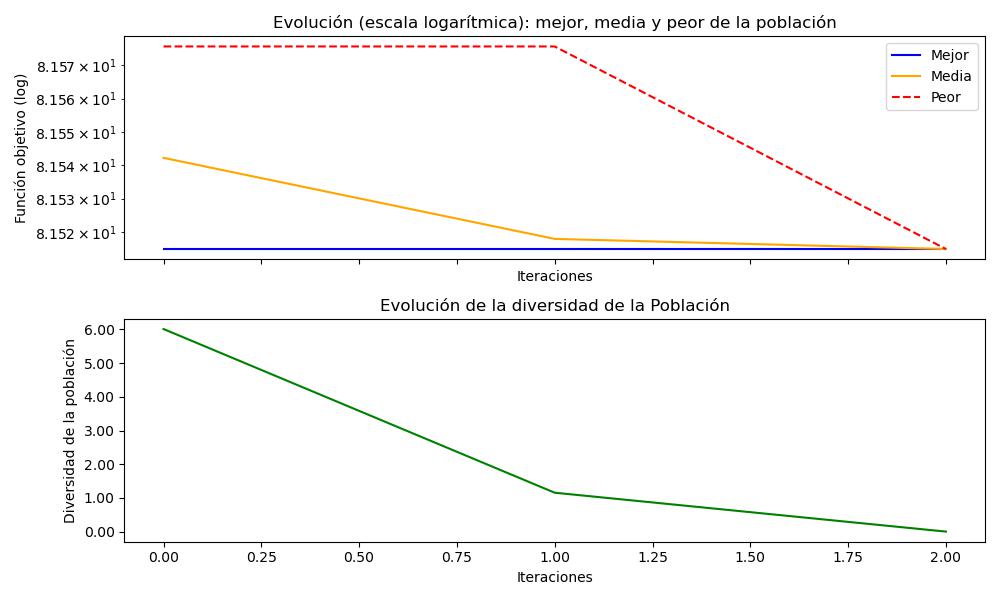 Evolución (escala logarítmica): mejor, media y peor de la población
Función objetivo (log)
8.157 × 10¹
8.156 × 10¹
8.155 × 10¹
8.154 × 10¹
8.153 × 10¹
8.152 × 10¹
Mejor
Media
Peor
Iteraciones
Evolución de la diversidad de la Población
Diversidad de la población
6.00
5.00
4.00
3.00
2.00
1.00
0.00
0.00 0.25 0.50 0.75 1.00 1.25 1.50 1.75 2.00
Iteraciones